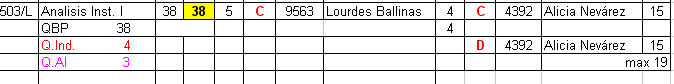 503/L Analisis Inst. I 38 38 5 C 9563 Lourdes Ballinas 4 C 4392 Alicia Nevárez 15
QBP 38 4
Q.Ind. 4 D 4392 Alicia Nevárez 15
Q.Al 3 max 19